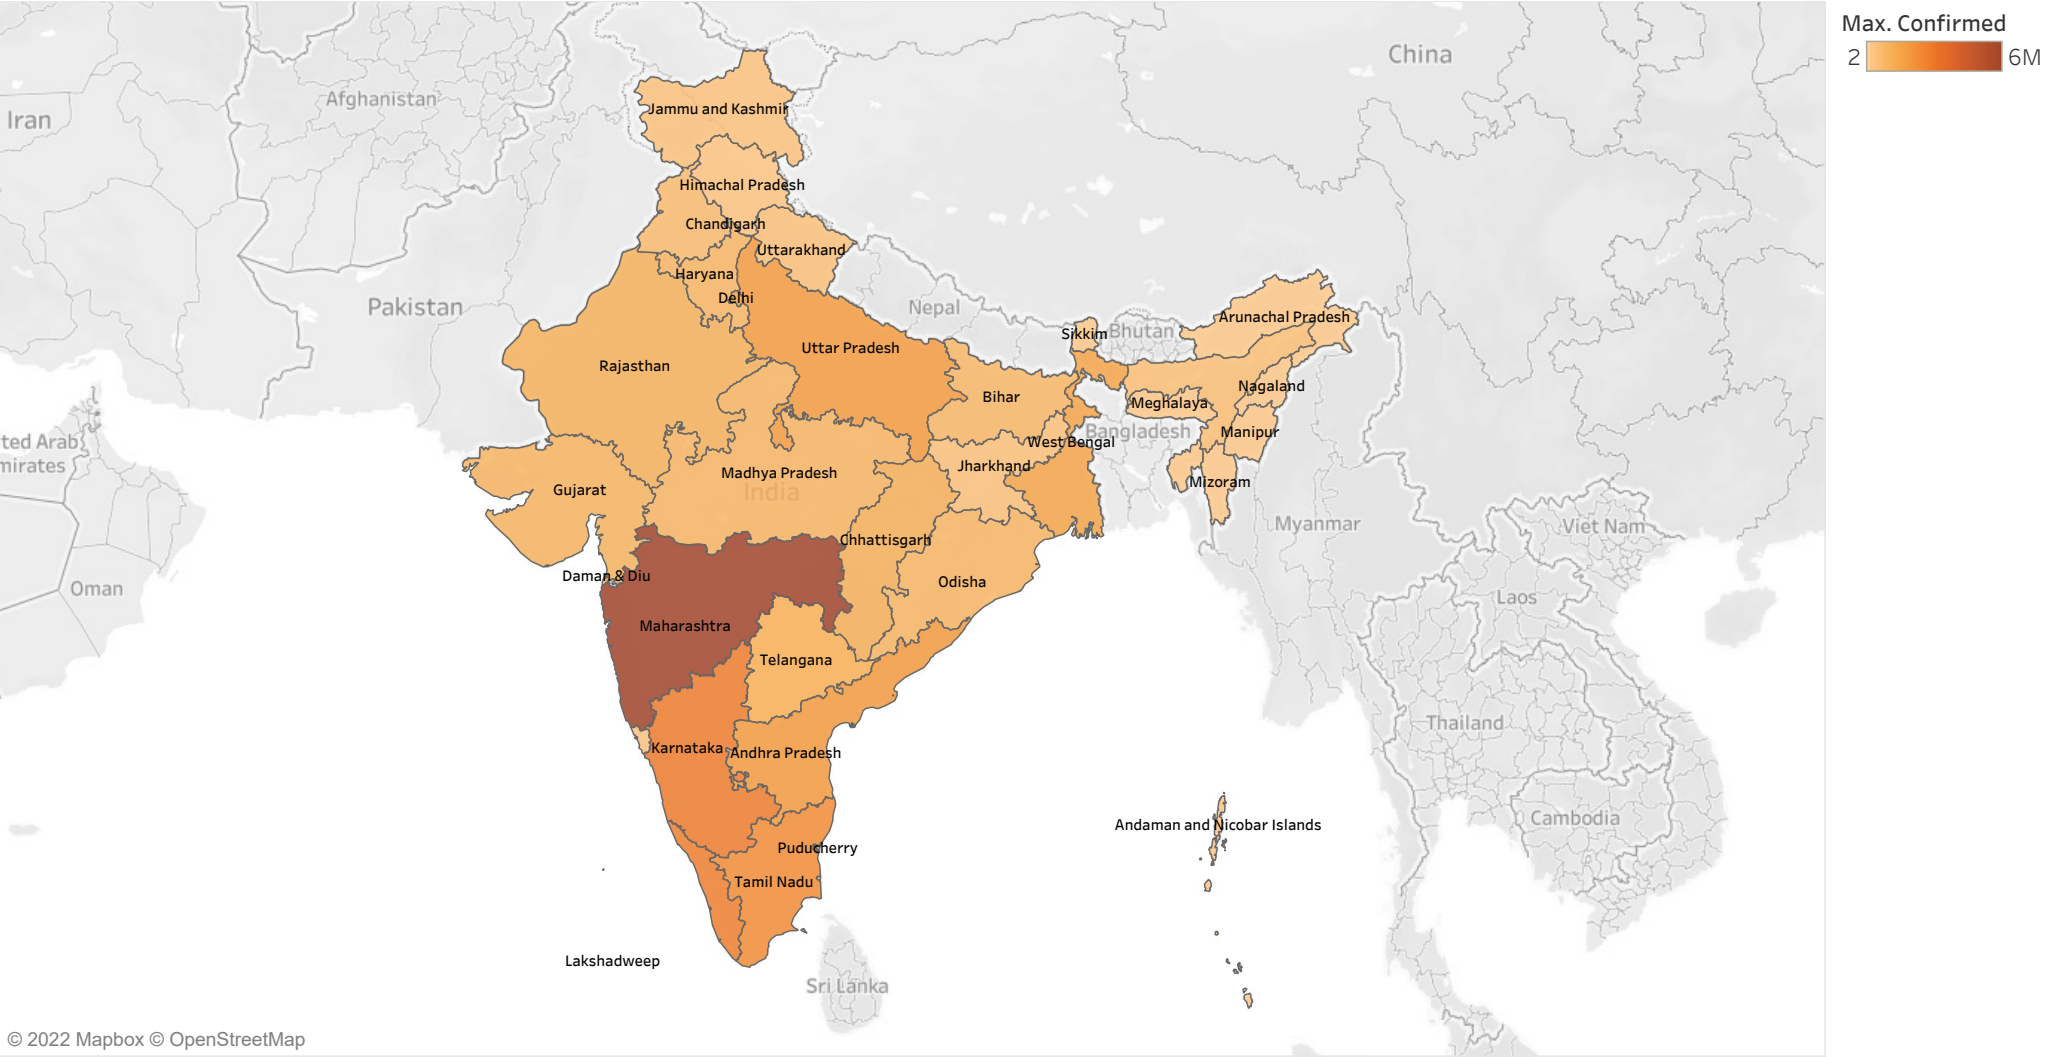 Max. Confirmed
2
6M
China
Afghanistan
Iran
Jammu and Kashmir
Himachal Pradesh
Chandigarh
Uttarakhand
Haryana
Delhi
Pakistan
Nepal
Sikkim
Bhutan
Arunachal Pradesh
Uttar Pradesh
Rajasthan
Bihar
Nagaland
Meghalaya
Bangladesh
Manipur
West Bengal
ted Arab
mirates
Jharkhand
Madhya Pradesh
India
Gujarat
Mizoram
Myanmar
Viet Nam
Chhattisgarh
Daman & Diu
Odisha
Oman
Laos
Maharashtra
Telangana
Thailand
Karnataka
Andhra Pradesh
Cambodia
Andaman and Nicobar Islands
Puducherry
Tamil Nadu
Lakshadweep
Sri Lanka
© 2022 Mapbox © OpenStreetMap